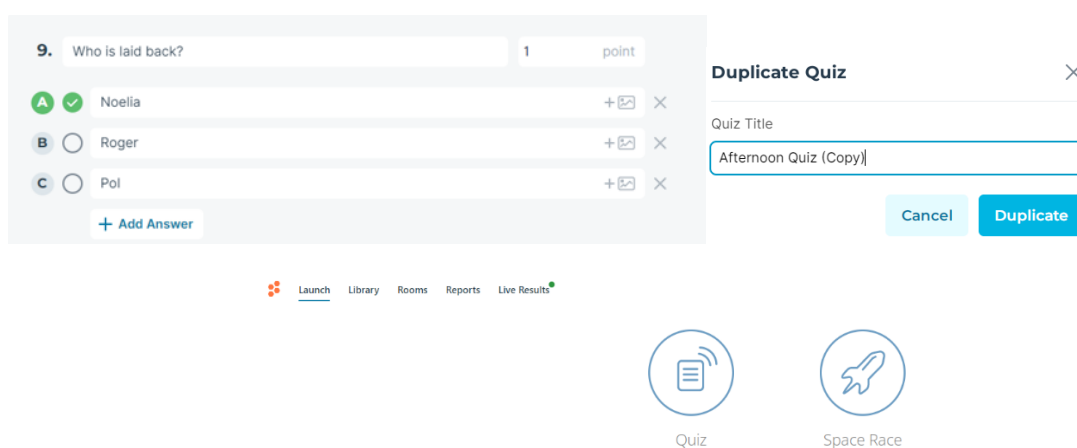 9. Who is laid back? 1 point
A Noelia
B Roger
C Pol
+ Add Answer
Duplicate Quiz
Quiz Title
Afternoon Quiz (Copy)
Cancel Duplicate
Launch Library Rooms Reports Live Results
Quiz Space Race